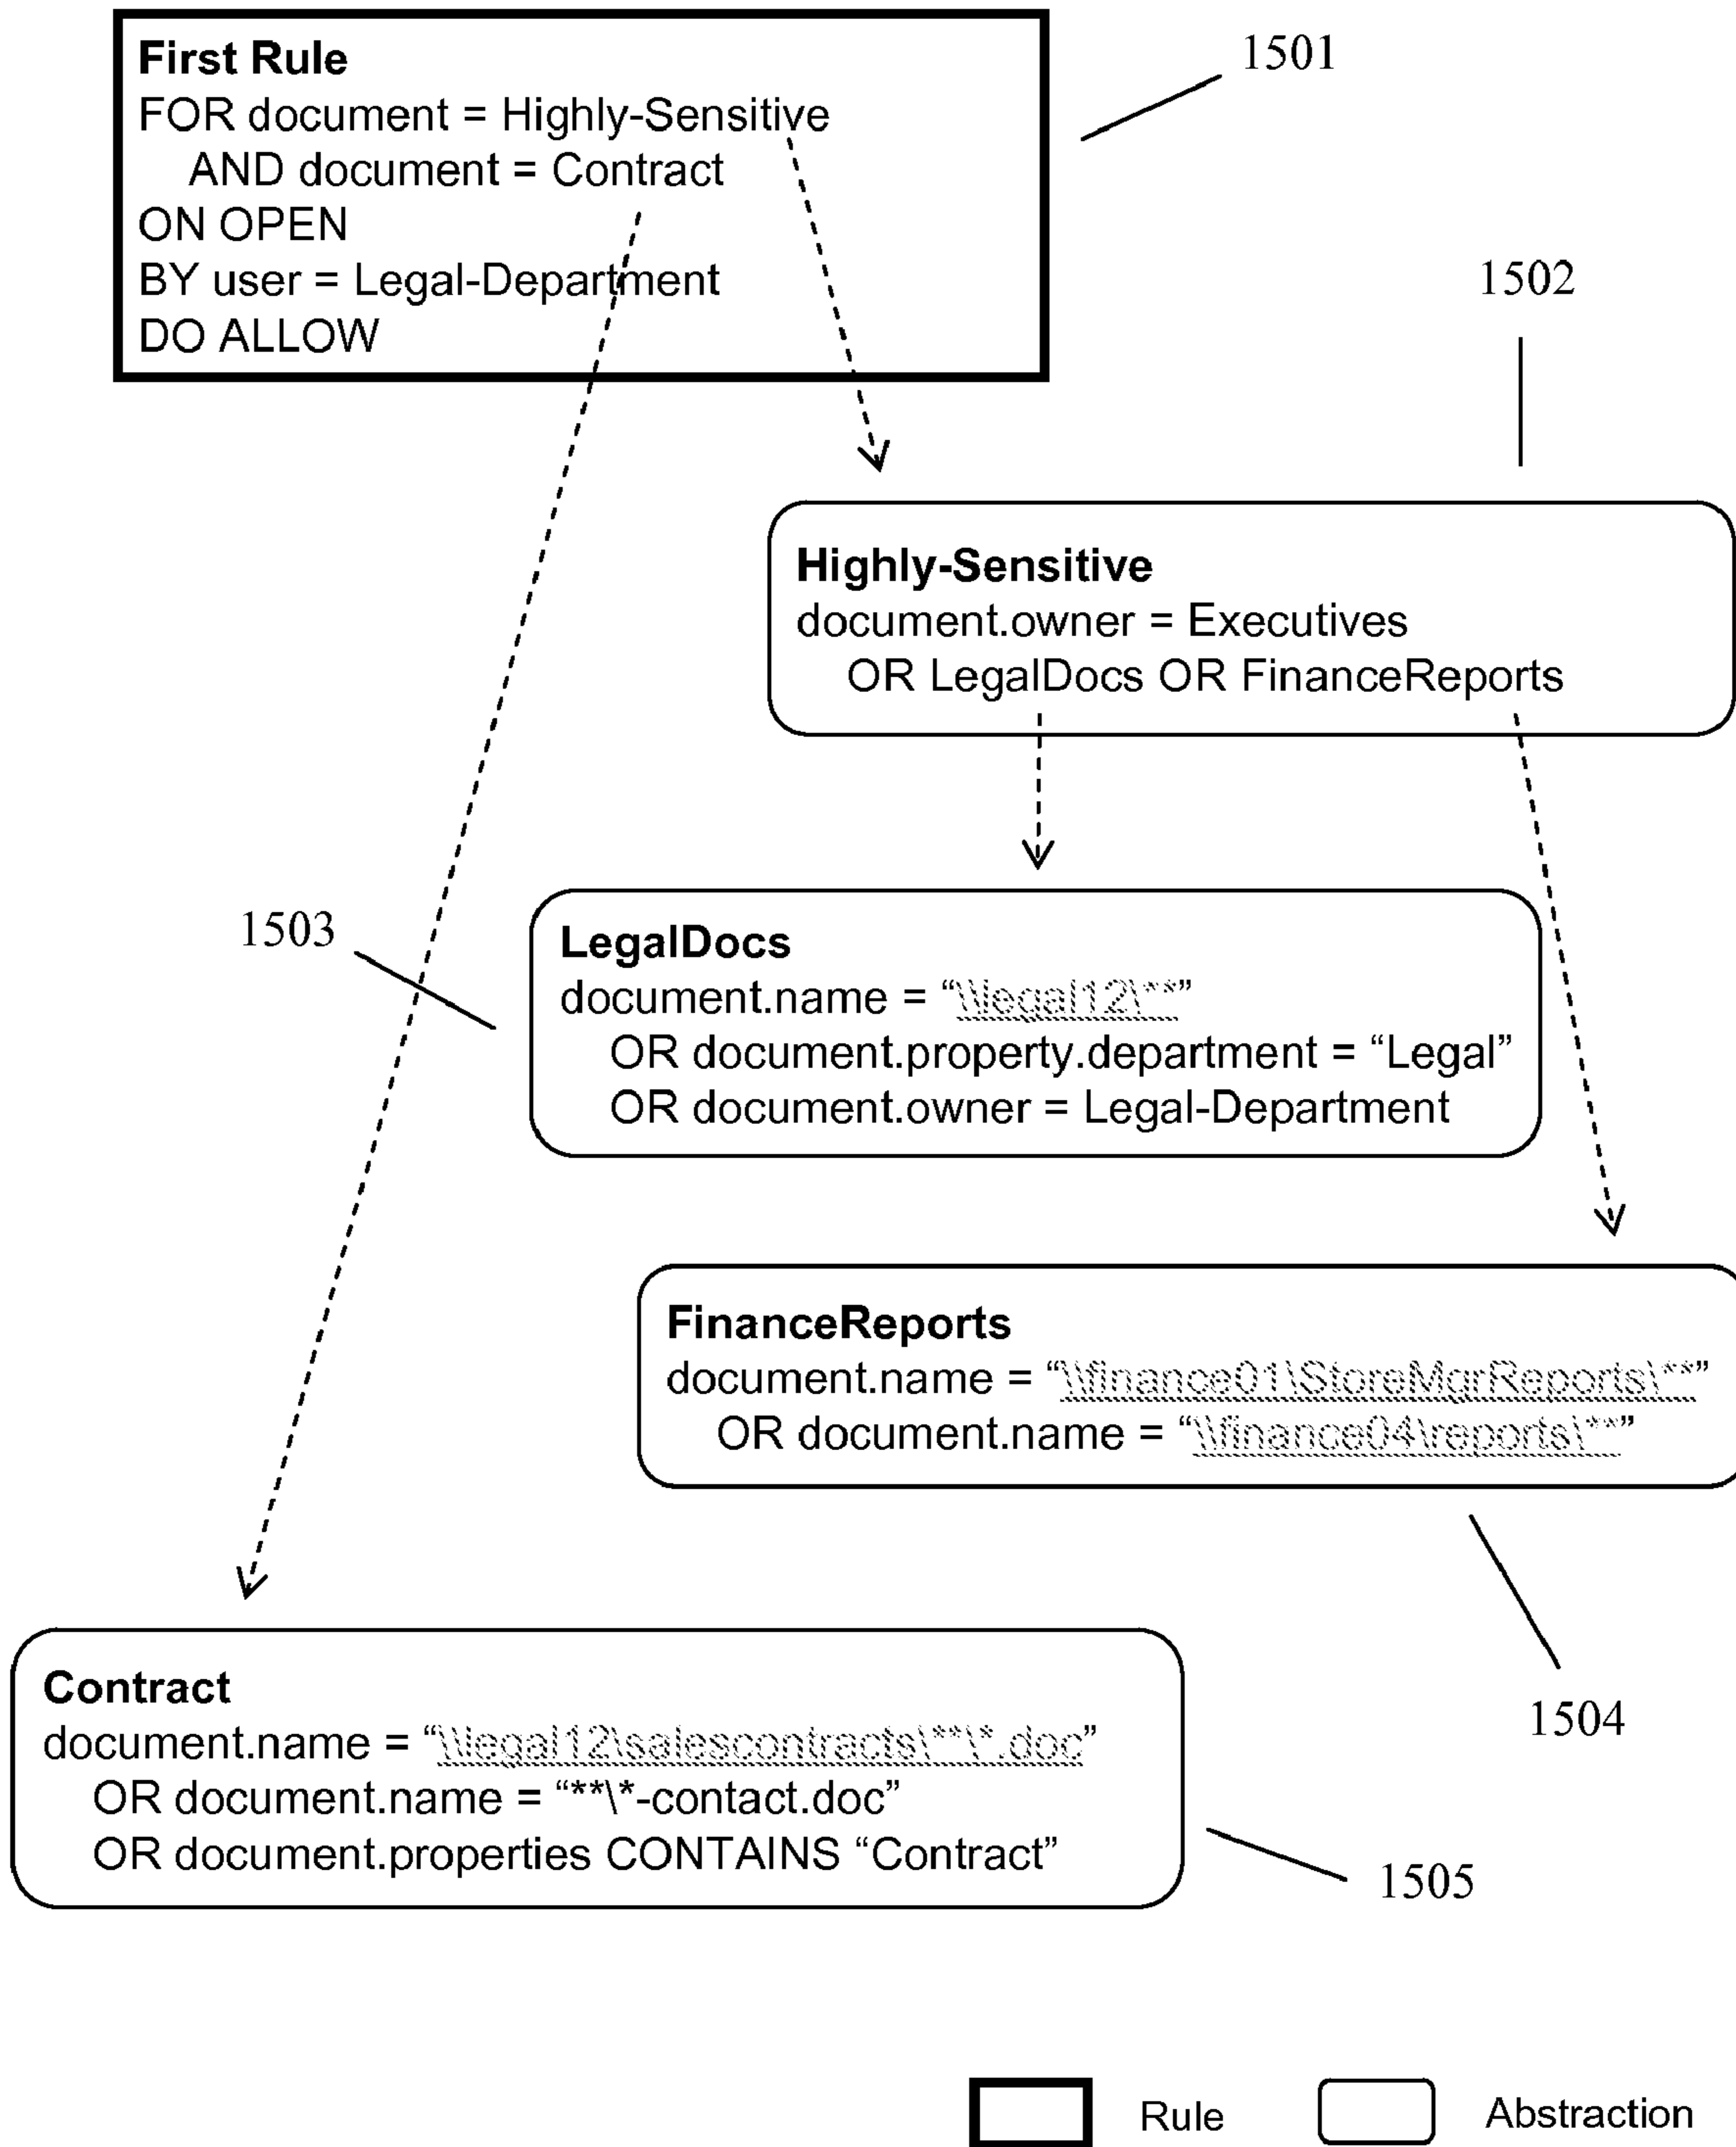 First Rule
FOR document = Highly-Sensitive
AND document = Contract
ON OPEN
BY user = Legal-Department
DO ALLOW
1501
1502
Highly-Sensitive
document.owner = Executives
OR LegalDocs OR FinanceReports
1503
LegalDocs
document.name = “\\legal12\**”
OR document.property.department = “Legal”
OR document.owner = Legal-Department
FinanceReports
document.name = “\\finance01\StoreMgrReports\**”
OR document.name = “\\finance04\reports\**”
1504
Contract
document.name = “\\legal12\salescontracts\**\*.doc”
OR document.name = “**\*-contact.doc”
OR document.properties CONTAINS “Contract”
1505
Rule
Abstraction